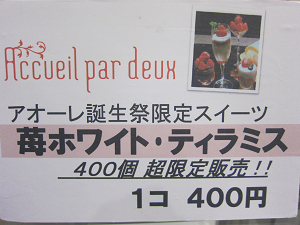 Accueil par deux
アオーレ誕生祭限定スイーツ
苺ホワイト・ティラミス
400個 超限定販売!!
1コ 400円